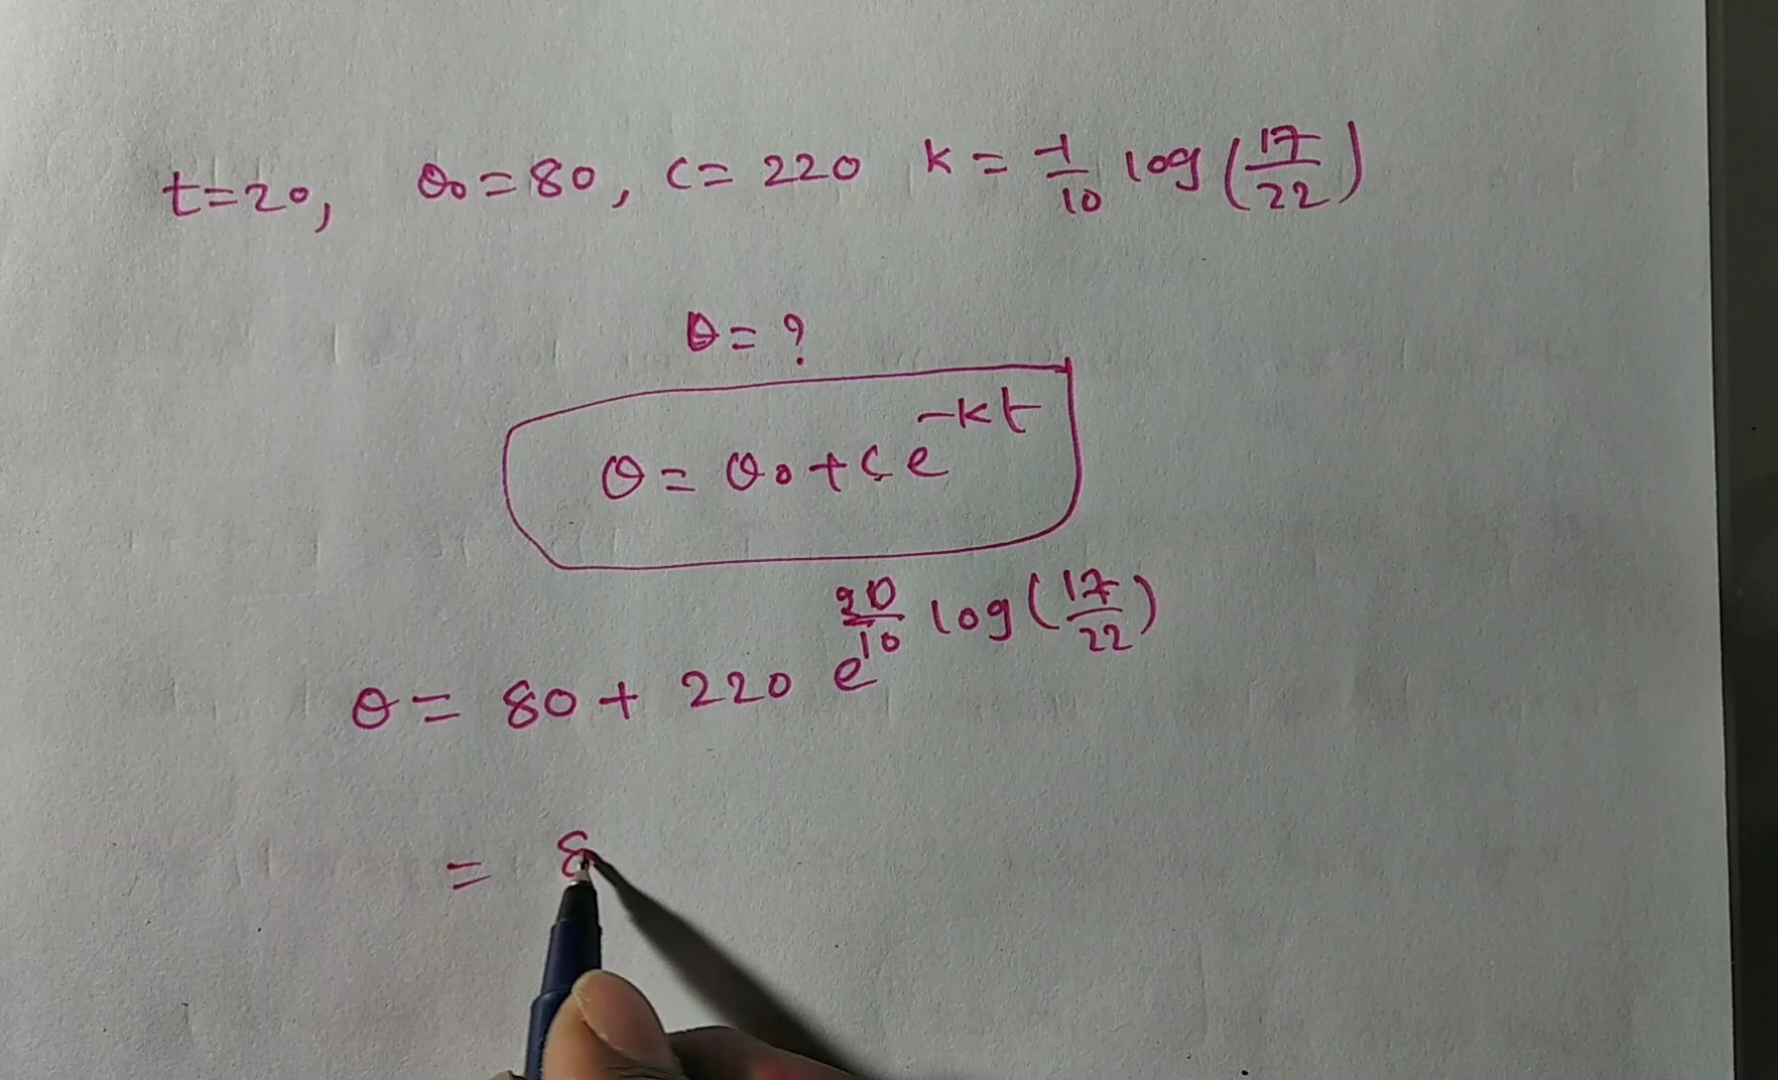 t=20, θ₀=80, c=220 k = -1/10 log(17/22)
θ=?
θ = θ₀+ce^-kt
θ = 80+ 220 e^20/10 log(17/22)
= 8